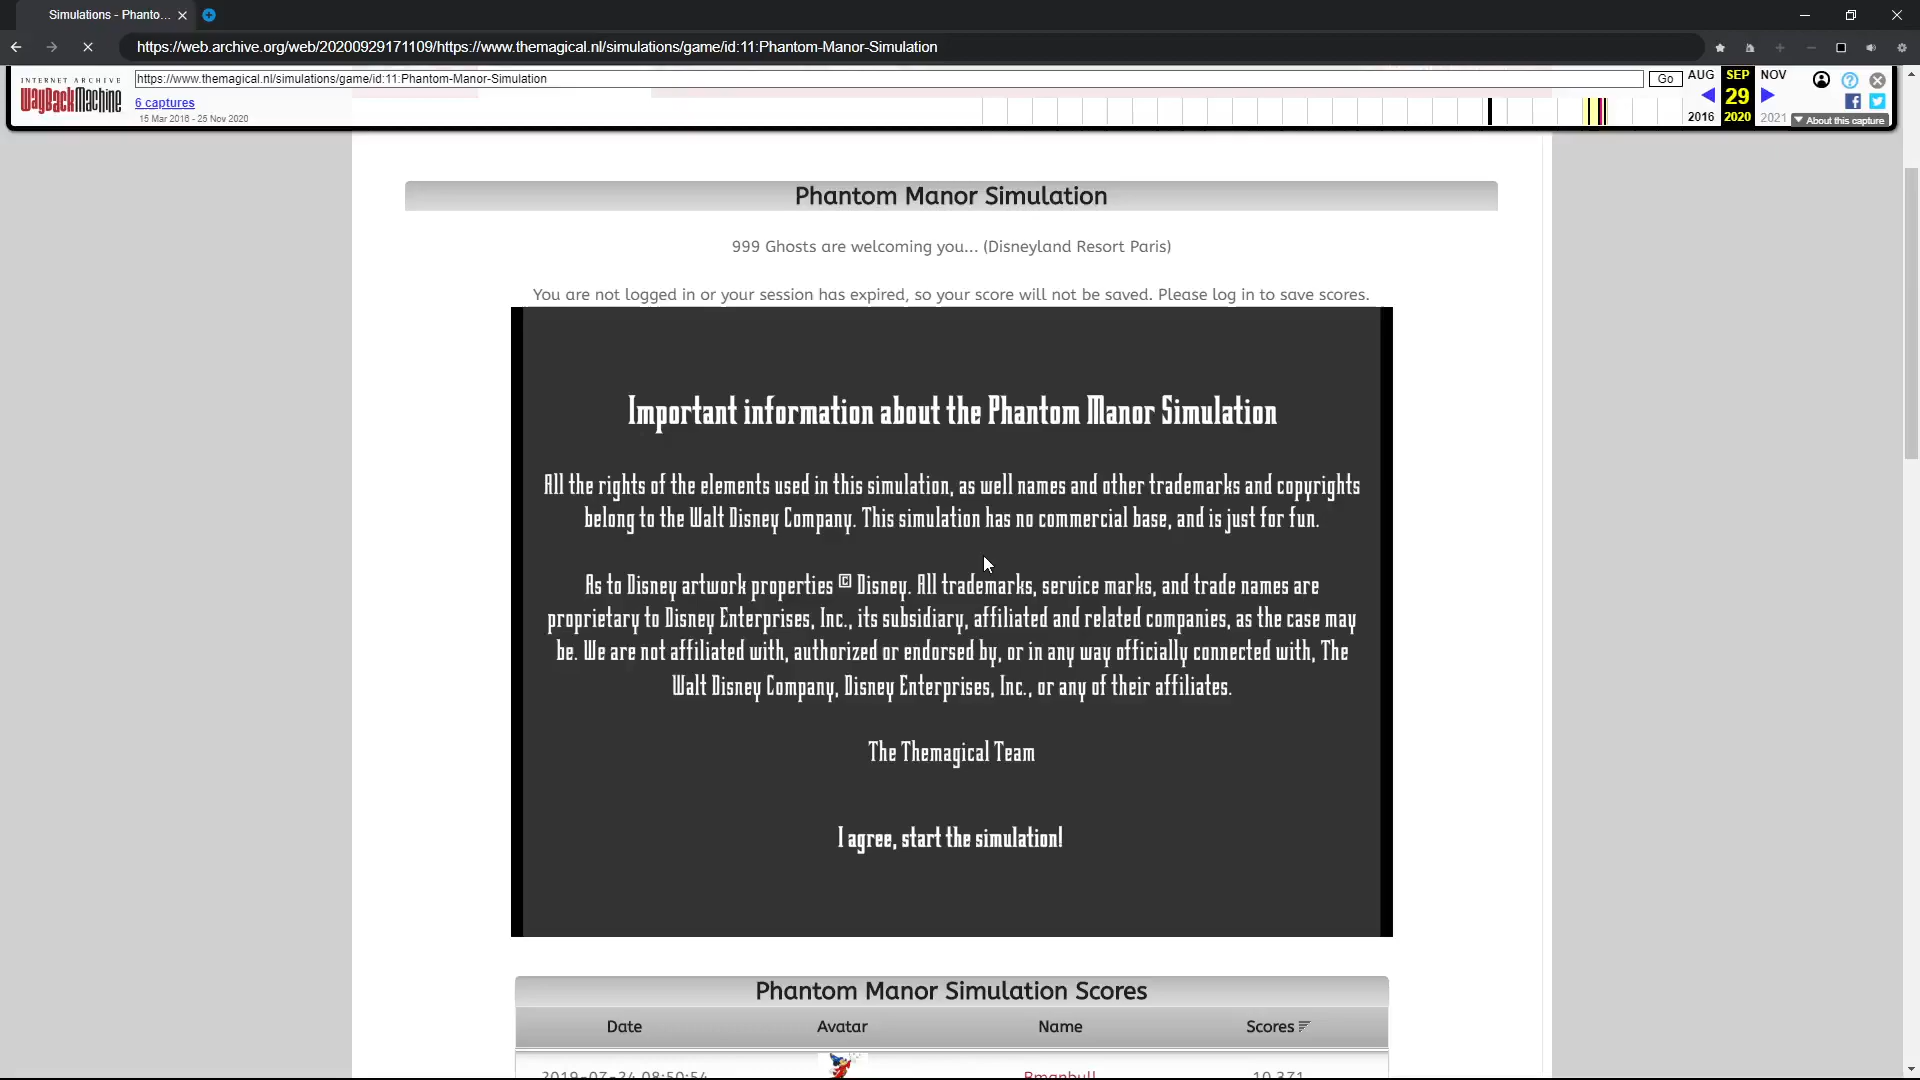 Simulations - Phanto...
https://web.archive.org/web/20200929171109/https://www.themagical.nl/simulations/game/id:11:Phantom-Manor-Simulation
INTERNET ARCHIVE
WayBackMachine
https://www.themagical.nl/simulations/game/id:11:Phantom-Manor-Simulation
Go
AUG
SEP
NOV
6 captures
29
15 Mar 2016 - 25 Nov 2020
2016
2020
2021
About this capture
Phantom Manor Simulation
999 Ghosts are welcoming you... (Disneyland Resort Paris)
You are not logged in or your session has expired, so your score will not be saved. Please log in to save scores.
Important information about the Phantom Manor Simulation
All the rights of the elements used in this simulation, as well names and other trademarks and copyrights
belong to the Walt Disney Company. This simulation has no commercial base, and is just for fun.
As to Disney artwork properties © Disney. All trademarks, service marks, and trade names are
proprietary to Disney Enterprises, Inc., its subsidiary, affiliated and related companies, as the case may
be. We are not affiliated with, authorized or endorsed by, or in any way officially connected with, The
Walt Disney Company, Disney Enterprises, Inc., or any of their affiliates.
The Themagical Team
I agree, start the simulation!
Phantom Manor Simulation Scores
Date
Avatar
Name
Scores
2019-07-24 08:50:54
Bmanbull
10.371